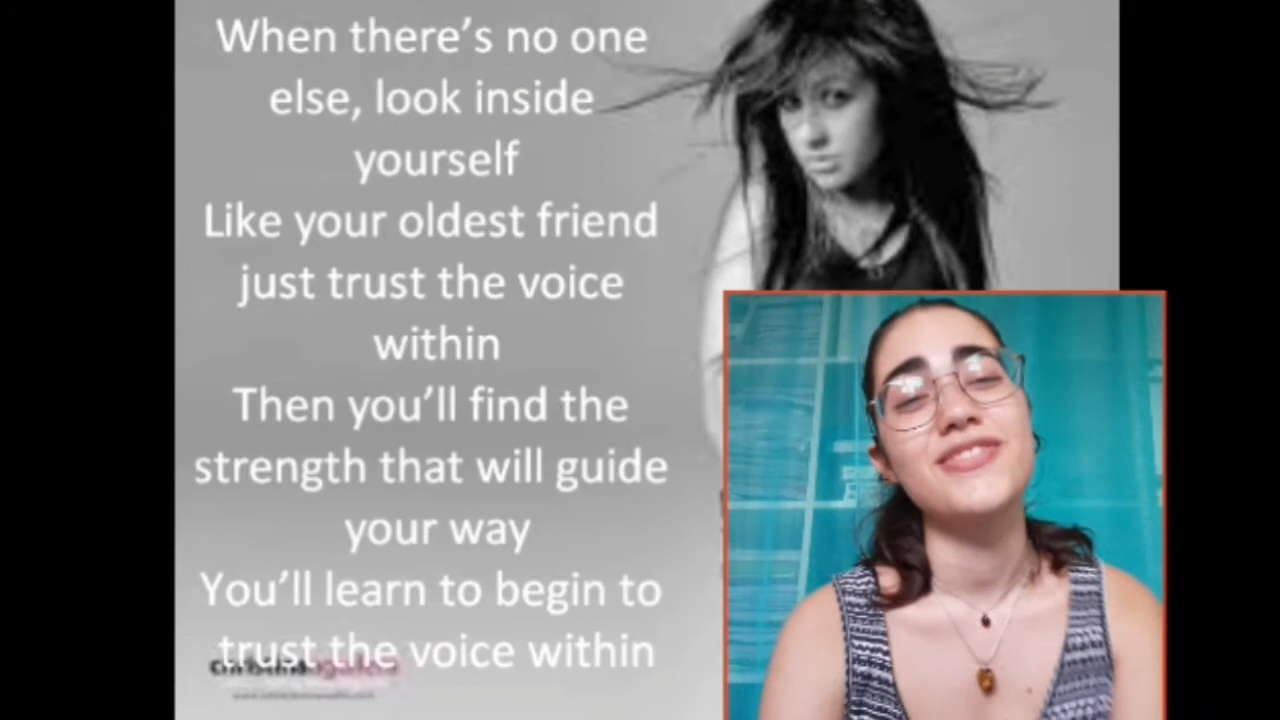 When there’s no one
else, look inside
yourself
Like your oldest friend
just trust the voice
within
Then you’ll find the
strength that will guide
your way
You’ll learn to begin to
trust the voice within